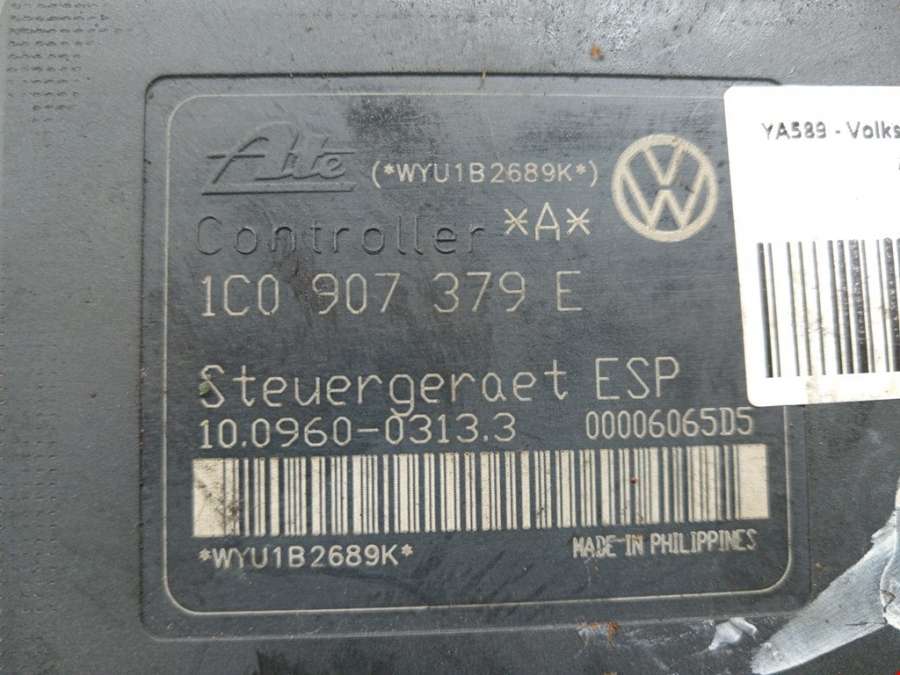 Ate (*WYU1B2689K*)
Controller *A*
1C0 907 379 E
Steuergeraet ESP
10.0960-0313.3 00006065D5
*WYU1B2689K*
MADE IN PHILIPPINES
YA589 - Volks